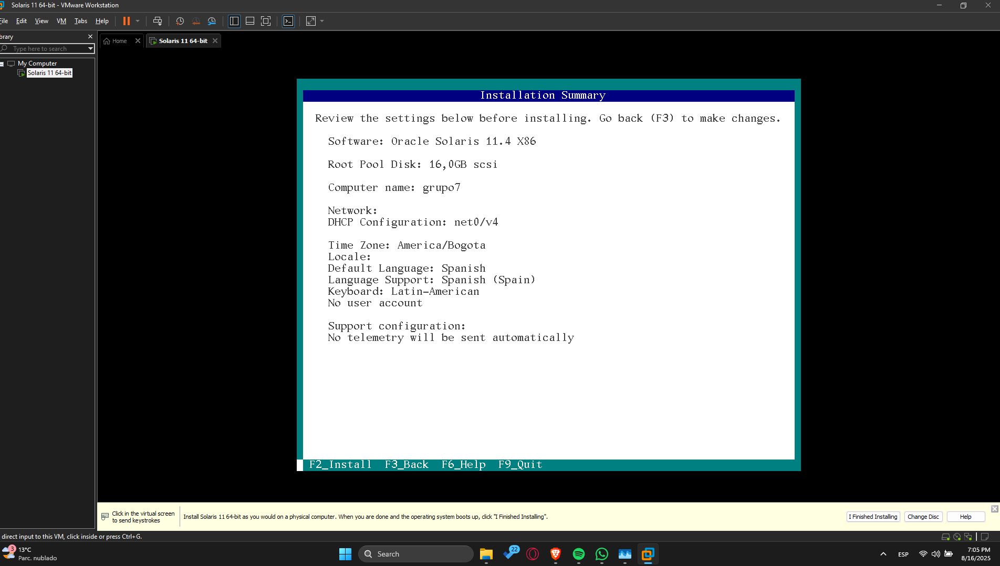 Solaris 11 64-bit - VMware Workstation
File Edit View VM Tabs Help
brary
Type here to search
My Computer
Solaris 11 64-bit
Home
Solaris 11 64-bit
Installation Summary
Review the settings below before installing. Go back (F3) to make changes.
Software: Oracle Solaris 11.4 X86
Root Pool Disk: 16,0GB scsi
Computer name: grupo7
Network:
DHCP Configuration: net0/v4
Time Zone: America/Bogota
Locale:
Default Language: Spanish
Language Support: Spanish (Spain)
Keyboard: Latin-American
No user account
Support configuration:
No telemetry will be sent automatically
F2_Install F3_Back F6_Help F9_Quit
Click in the virtual screen
to send keystrokes
Install Solaris 11 64-bit as you would on a physical computer. When you are done and the operating system boots up, click "I Finished Installing".
I Finished Installing
Change Disc
Help
direct input to this VM, click inside or press Ctrl+G.
3
13°C
Parc. nublado
Search
22
ESP
7:05 PM
8/16/2025